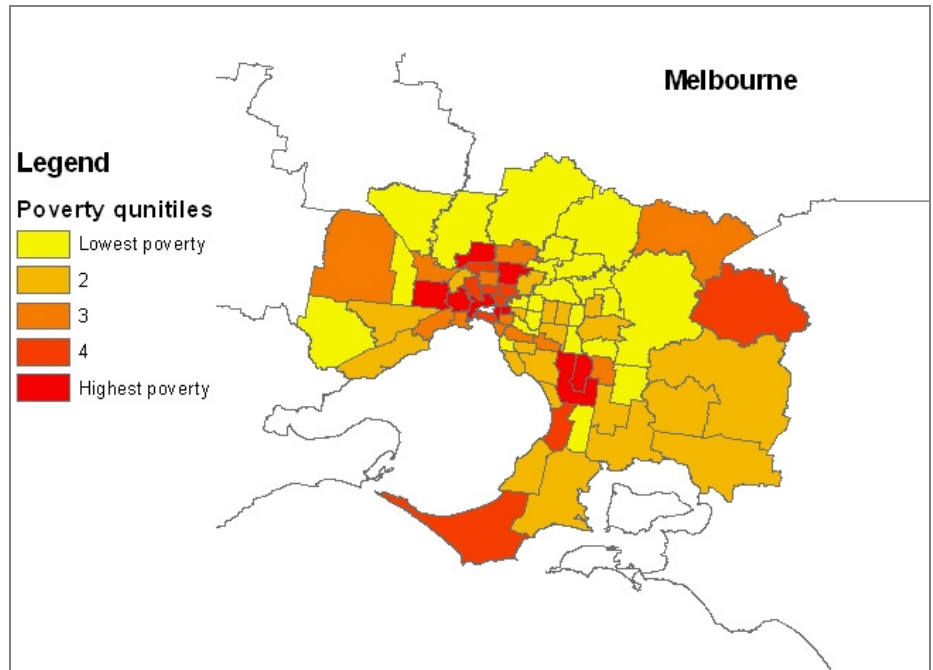 Melbourne
Legend
Poverty qunitiles
Lowest poverty
2
3
4
Highest poverty